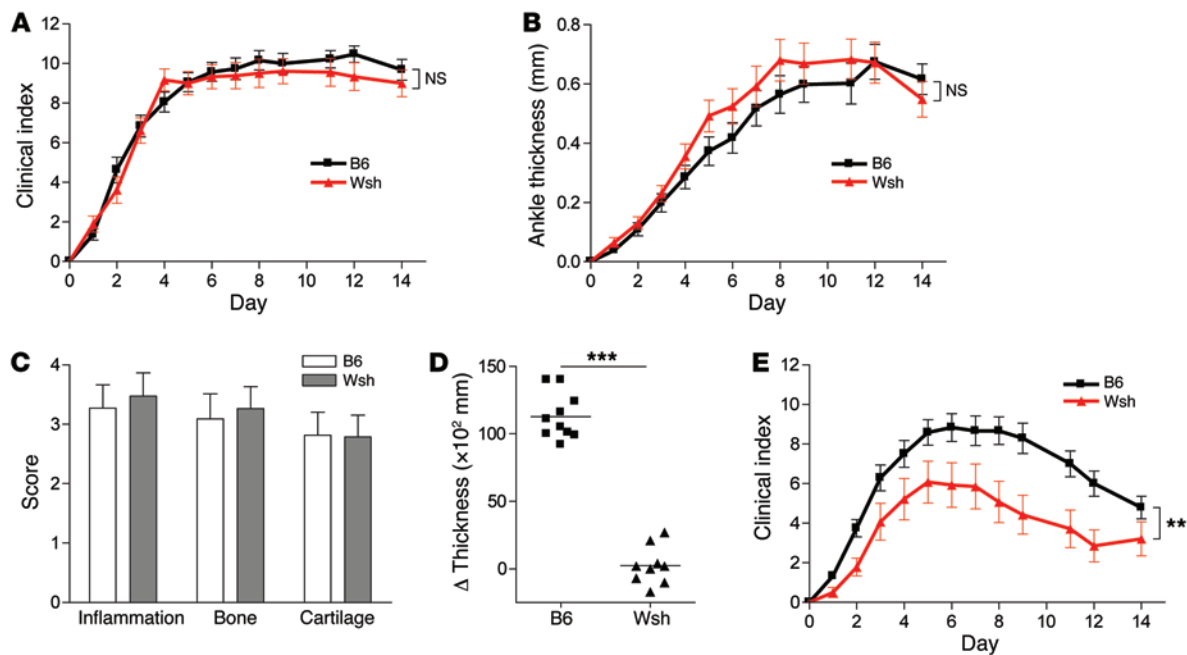 A
Clinical index
12
10
8
6
4
2
0
0 2 4 6 8 10 12 14
Day
B6
Wsh
NS
B
Ankle thickness (mm)
0.8
0.6
0.4
0.2
0.0
0 2 4 6 8 10 12 14
Day
B6
Wsh
NS
C
Score
4
3
2
1
0
B6
Wsh
Inflammation Bone Cartilage
D
Δ Thickness (×10² mm)
150
100
50
0
***
B6 Wsh
E
Clinical index
12
10
8
6
4
2
0
0 2 4 6 8 10 12 14
Day
B6
Wsh
**